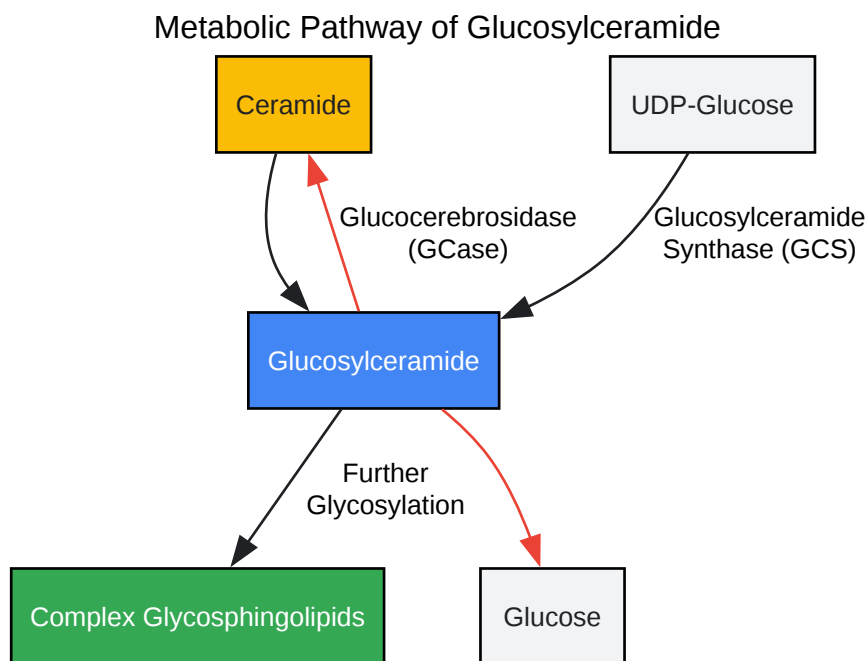 Metabolic Pathway of Glucosylceramide
Ceramide
UDP-Glucose
Glucocerebrosidase
(GCase)
Glucosylceramide
Synthase (GCS)
Glucosylceramide
Further
Glycosylation
Complex Glycosphingolipids
Glucose